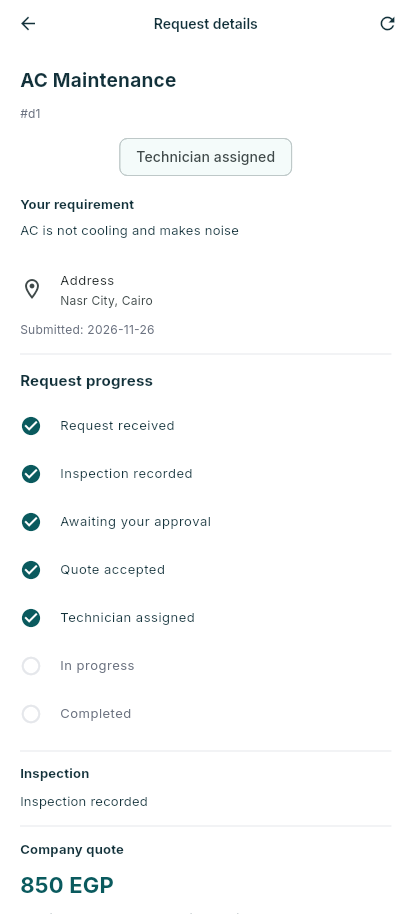 Request details
AC Maintenance
#d1
Technician assigned
Your requirement
AC is not cooling and makes noise
Address
Nasr City, Cairo
Submitted: 2026-11-26
Request progress
Request received
Inspection recorded
Awaiting your approval
Quote accepted
Technician assigned
In progress
Completed
Inspection
Inspection recorded
Company quote
850 EGP